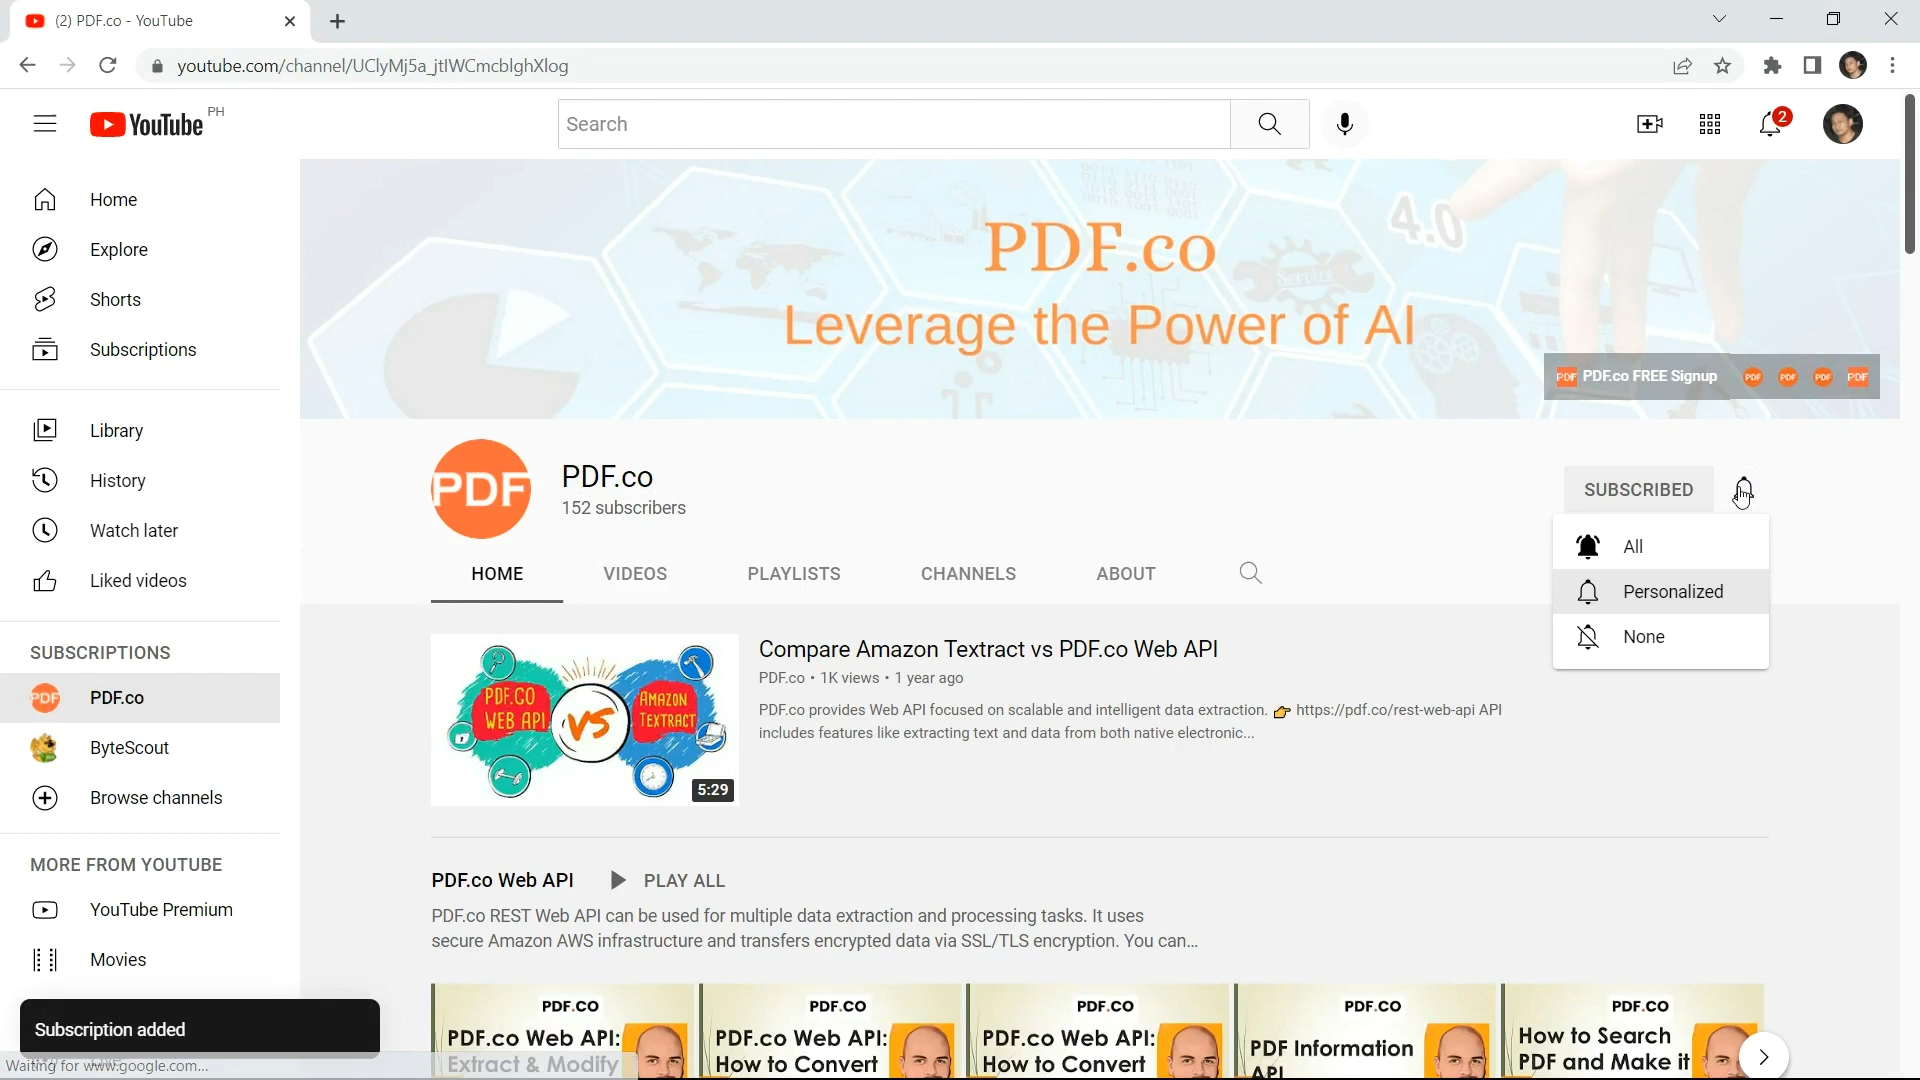 (2) PDF.co - YouTube
youtube.com/channel/UClyMj5a_jtlWCmcblghXlog
YouTube PH
Search
2
Home
Explore
Shorts
Subscriptions
Library
History
Watch later
Liked videos
SUBSCRIPTIONS
PDF.co
ByteScout
Browse channels
MORE FROM YOUTUBE
YouTube Premium
Movies
Subscription added
Waiting for www.google.com...
4.0
Service
PDF.co
Leverage the Power of AI
PDF PDF.co FREE Signup PDF PDF PDF PDF
PDF
PDF.co
152 subscribers
SUBSCRIBED
All
Personalized
None
HOME VIDEOS PLAYLISTS CHANNELS ABOUT
PDF.CO
WEB API
VS
AMAZON
TEXTRACT
5:29
Compare Amazon Textract vs PDF.co Web API
PDF.co • 1K views • 1 year ago
PDF.co provides Web API focused on scalable and intelligent data extraction. 👉 https://pdf.co/rest-web-api API
includes features like extracting text and data from both native electronic...
PDF.co Web API PLAY ALL
PDF.co REST Web API can be used for multiple data extraction and processing tasks. It uses
secure Amazon AWS infrastructure and transfers encrypted data via SSL/TLS encryption. You can...
PDF.CO
PDF.co Web API:
Extract & Modify
PDF.CO
PDF.co Web API:
How to Convert
PDF.CO
PDF.co Web API:
How to Convert
PDF.CO
PDF Information
API
PDF.CO
How to Search
PDF and Make it